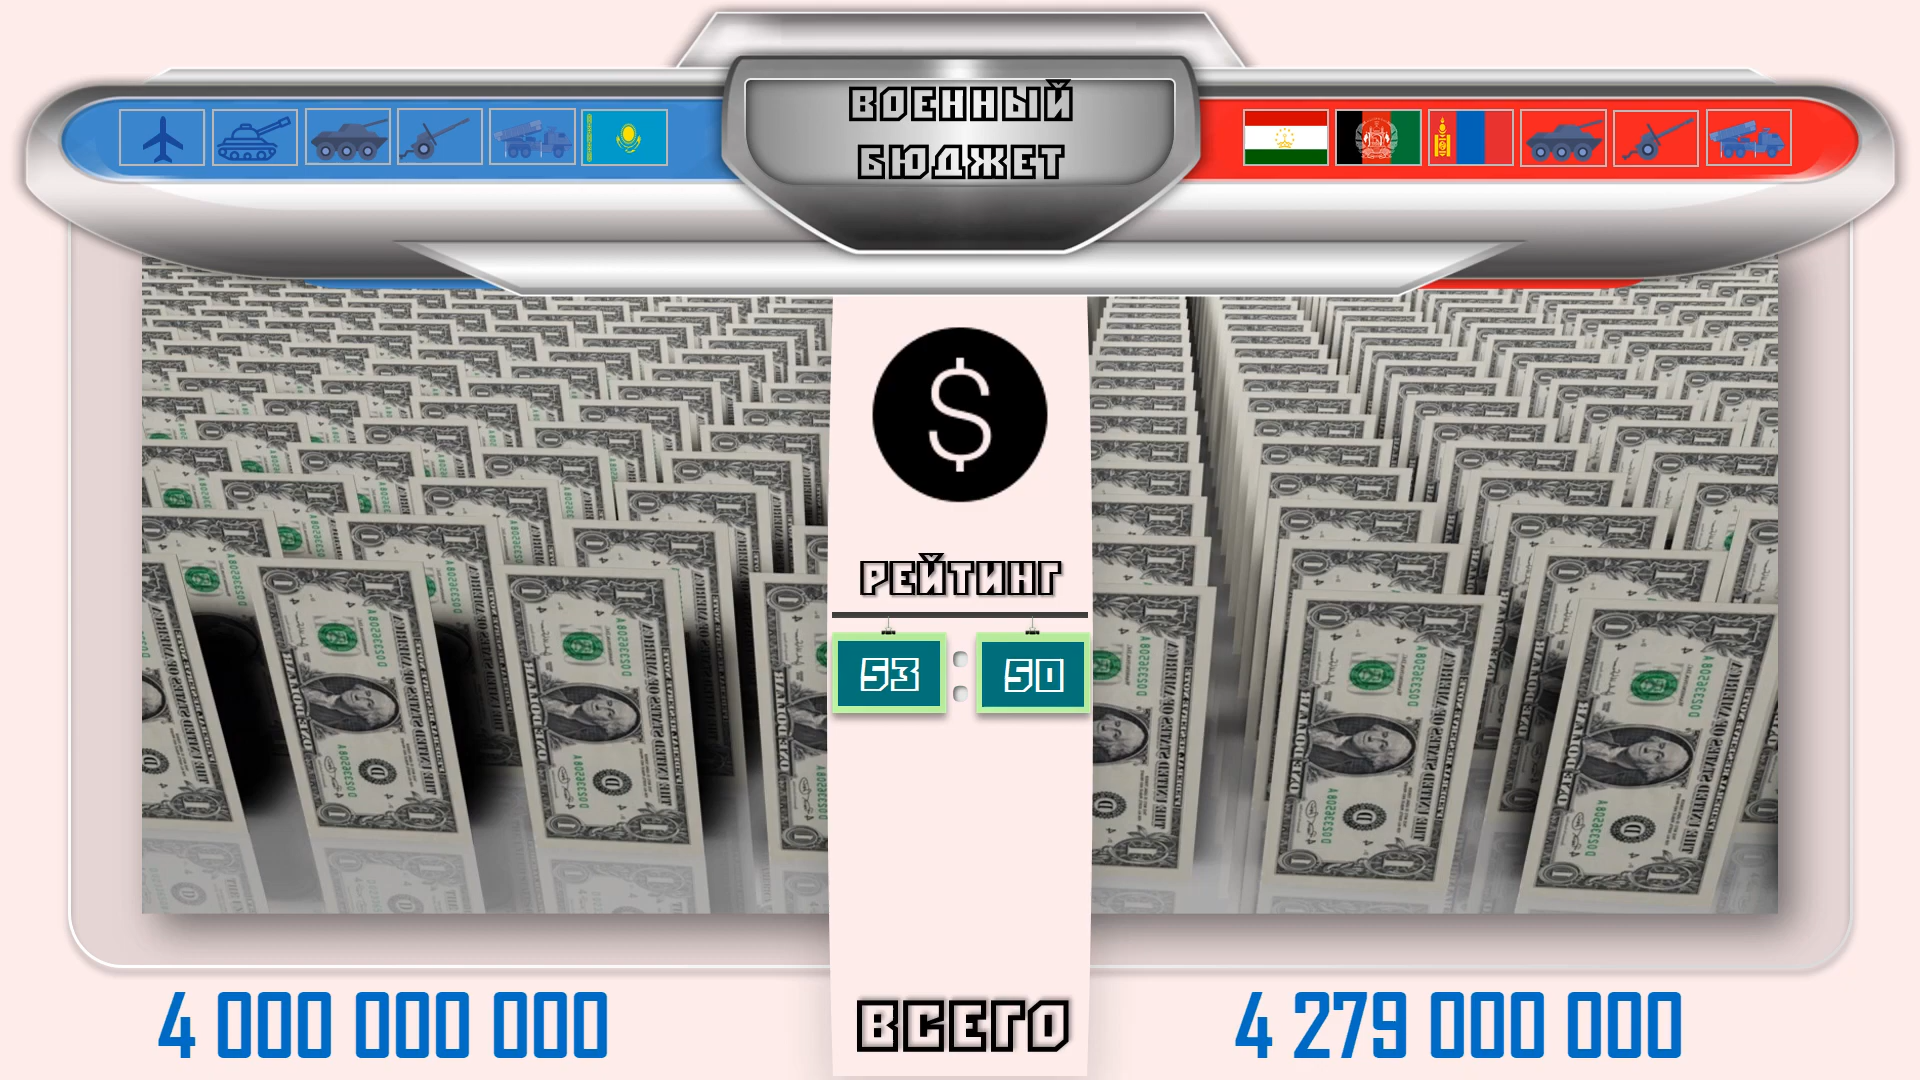 ВОЕННЫЙ
БЮДЖЕТ
$
РЕЙТИНГ
53 : 50
4 000 000 000 ВСЕГО 4 279 000 000